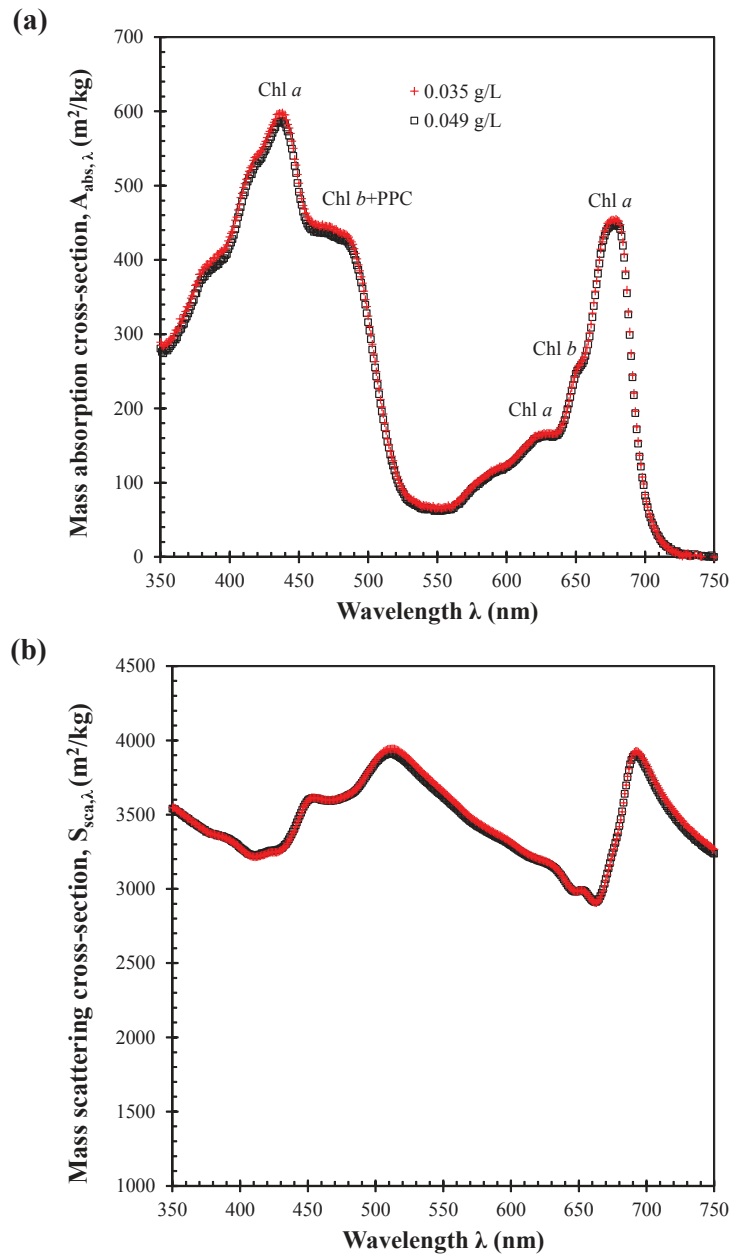 (a)
Mass absorption cross-section, A_abs, λ (m²/kg)
700
600
500
400
300
200
100
0
Chl a
Chl b+PPC
+ 0.035 g/L
□ 0.049 g/L
Chl a
Chl b
Chl a
350 400 450 500 550 600 650 700 750
Wavelength λ (nm)
(b)
Mass scattering cross-section, S_sca,λ (m²/kg)
4500
4000
3500
3000
2500
2000
1500
1000
350 400 450 500 550 600 650 700 750
Wavelength λ (nm)